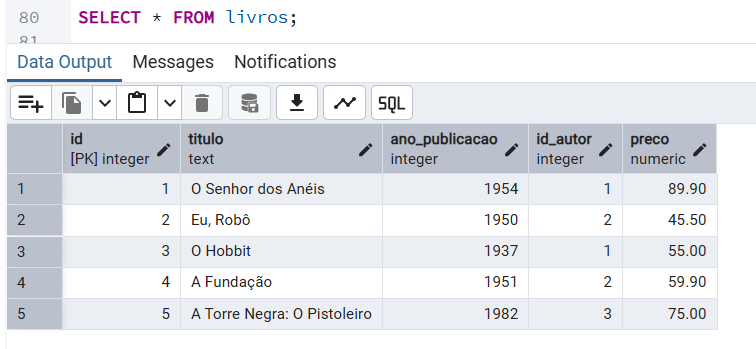 80 SELECT * FROM livros;
81
Data Output Messages Notifications
SQL
id titulo ano_publicacao id_autor preco
[PK] integer text integer integer numeric
1 1 O Senhor dos Anéis 1954 1 89.90
2 2 Eu, Robô 1950 2 45.50
3 3 O Hobbit 1937 1 55.00
4 4 A Fundação 1951 2 59.90
5 5 A Torre Negra: O Pistoleiro 1982 3 75.00